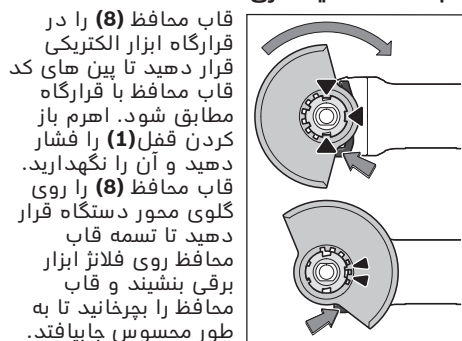 قاب محافظ (8) را در
قرارگاه ابزار الکتریکی
قرار دهید تا پین های کد
قاب محافظ با قرارگاه
مطابق شود. اهرم باز
کردن قفل(1) را فشار
دهید و آن را نگهدارید.
قاب محافظ (8) را روی
گلوی محور دستگاه قرار
دهید تا تسمه قاب
محافظ روی فلانژ ابزار
برقی بنشیند و قاب
محافظ را بچرخانید تا به
طور محسوس جابیافتد.